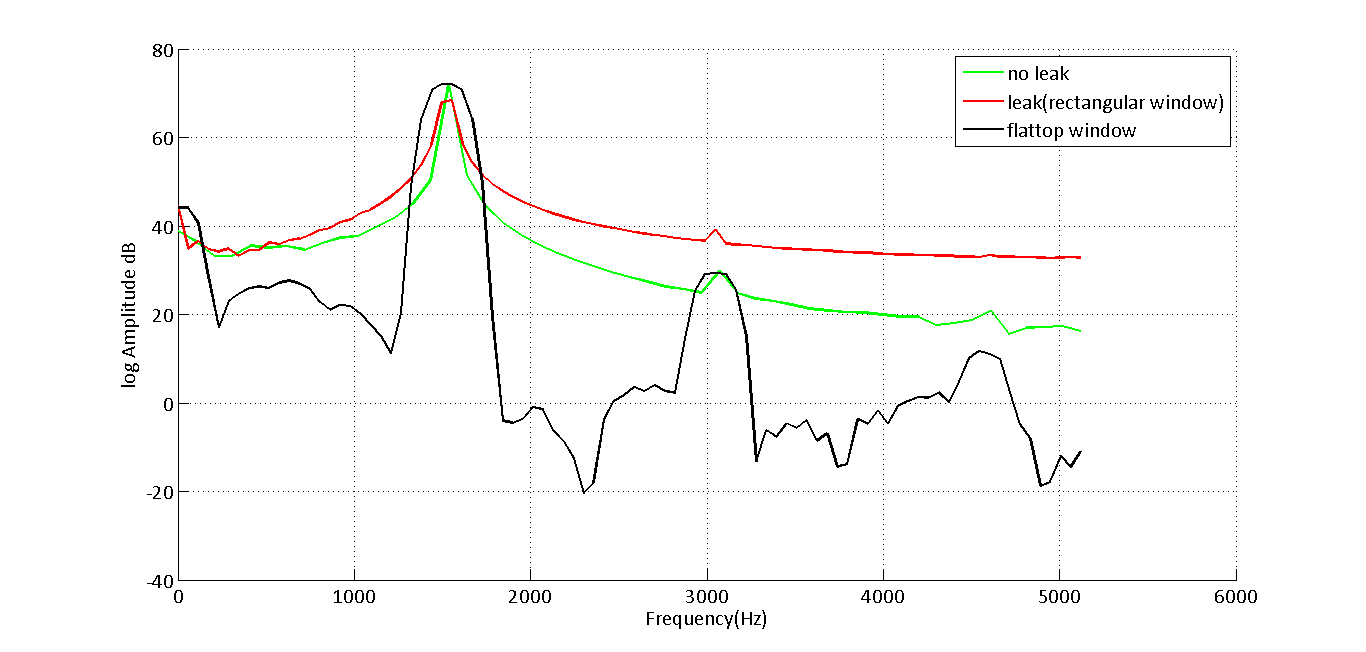 80
60
40
20
0
-20
-40
log Amplitude dB
no leak
leak(rectangular window)
flattop window
0 1000 2000 3000 4000 5000 6000
Frequency(Hz)